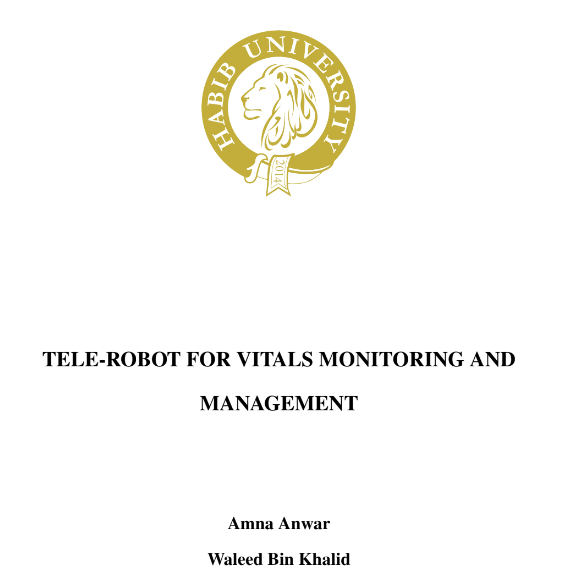 HABIB UNIVERSITY
2014
TELE-ROBOT FOR VITALS MONITORING AND
MANAGEMENT
Amna Anwar
Waleed Bin Khalid